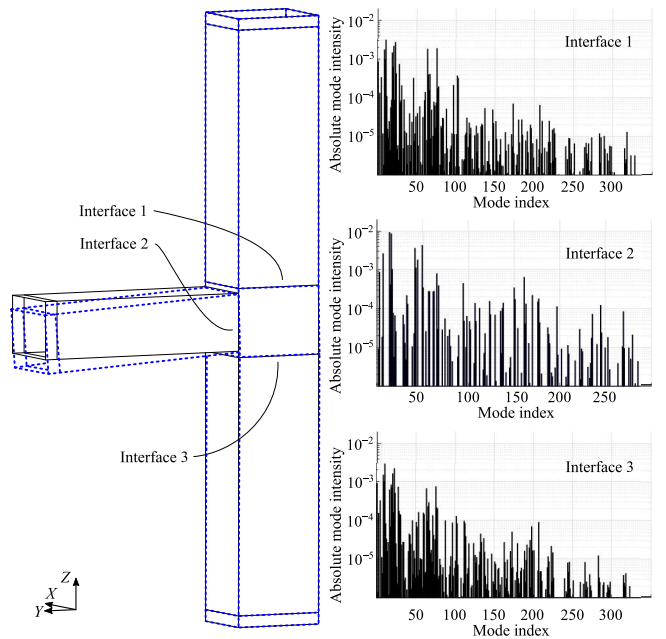 Interface 1
Interface 2
Interface 3
Z
X
Y
Absolute mode intensity
10−2
10−3
10−4
10−5
Interface 1
50 100 150 200 250 300
Mode index
Absolute mode intensity
10−2
10−3
10−4
10−5
Interface 2
50 100 150 200 250
Mode index
Absolute mode intensity
10−2
10−3
10−4
10−5
Interface 3
50 100 150 200 250 300
Mode index